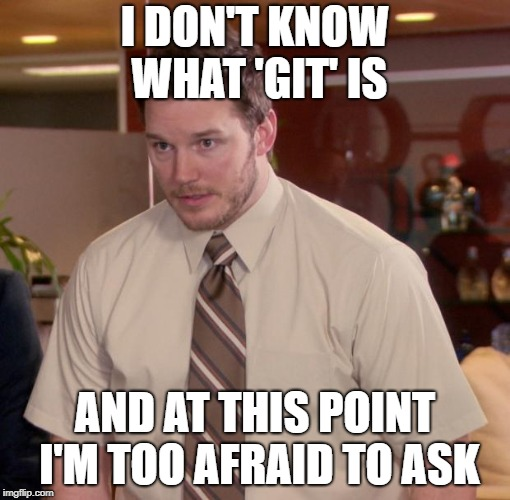 I DON'T KNOW
WHAT 'GIT' IS
AND AT THIS POINT
I'M TOO AFRAID TO ASK
imgflip.com